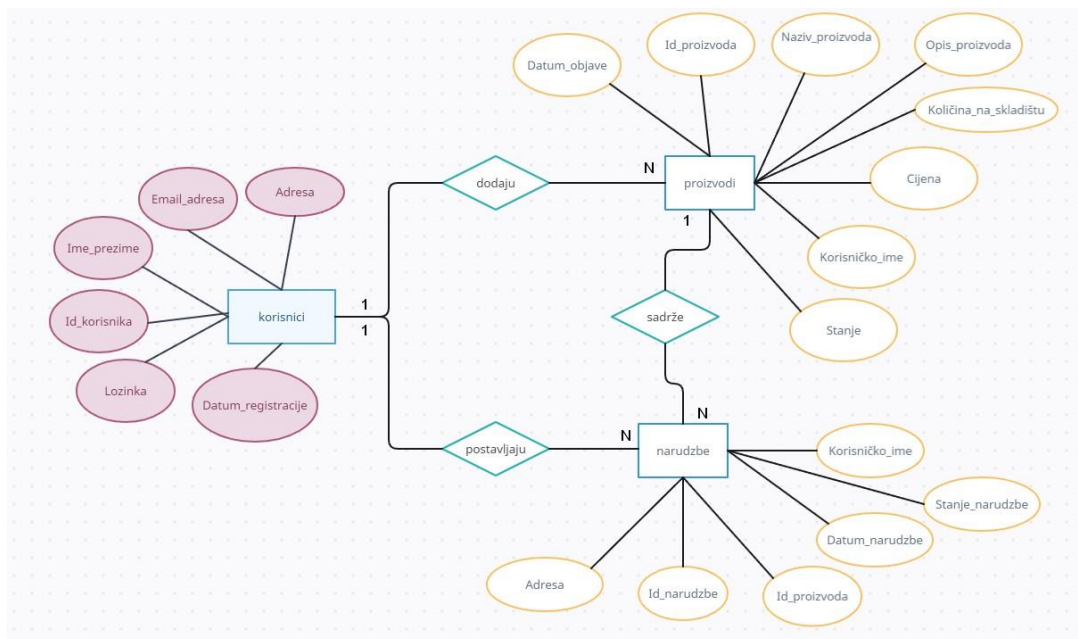 Naziv_proizvoda
Id_proizvoda
Opis_proizvoda
Datum_objave
Količina_na_skladištu
N
dodaju
proizvodi
Cijena
Email_adresa
Adresa
1
Ime_prezime
Korisničko_ime
1
Id_korisnika
korisnici
sadrže
Stanje
1
Lozinka
Datum_registracije
N
N
postavljaju
narudzbe
Korisničko_ime
Stanje_narudzbe
Datum_narudzbe
Adresa
Id_narudzbe
Id_proizvoda